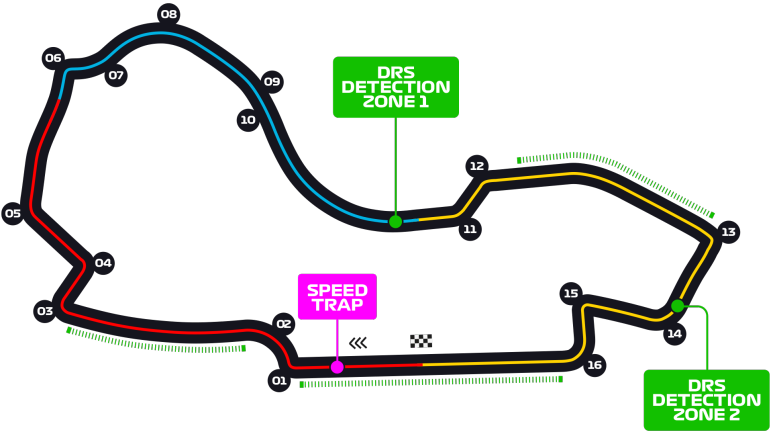 08
06
07
09
10
DRS
DETECTION
ZONE 1
12
11
13
05
04
03
02
01
SPEED
TRAP
15
14
16
DRS
DETECTION
ZONE 2